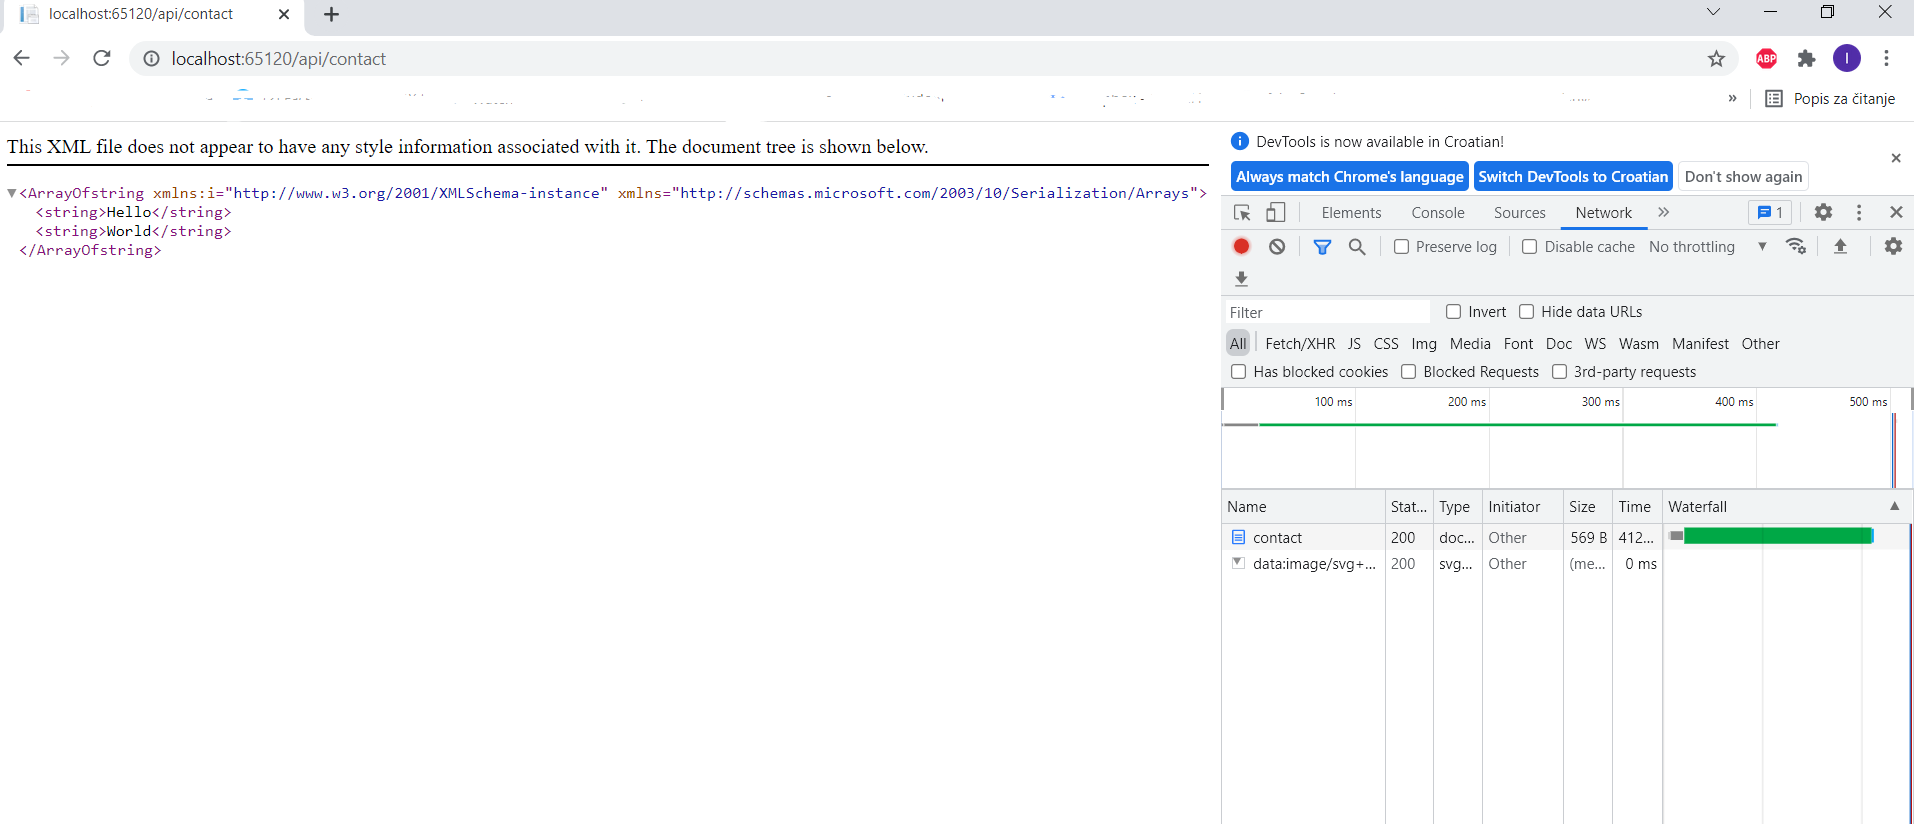 localhost:65120/api/contact
localhost:65120/api/contact
ABP
I
» Popis za čitanje
This XML file does not appear to have any style information associated with it. The document tree is shown below.
<ArrayOfstring xmlns:i="http://www.w3.org/2001/XMLSchema-instance" xmlns="http://schemas.microsoft.com/2003/10/Serialization/Arrays">
<string>Hello</string>
<string>World</string>
</ArrayOfstring>
DevTools is now available in Croatian!
Always match Chrome's language Switch DevTools to Croatian Don't show again
Elements Console Sources Network » 1
Preserve log Disable cache No throttling
Filter Invert Hide data URLs
All Fetch/XHR JS CSS Img Media Font Doc WS Wasm Manifest Other
Has blocked cookies Blocked Requests 3rd-party requests
100 ms 200 ms 300 ms 400 ms 500 ms
Name Stat... Type Initiator Size Time Waterfall
contact 200 doc... Other 569 B 412...
data:image/svg+... 200 svg... Other (me... 0 ms